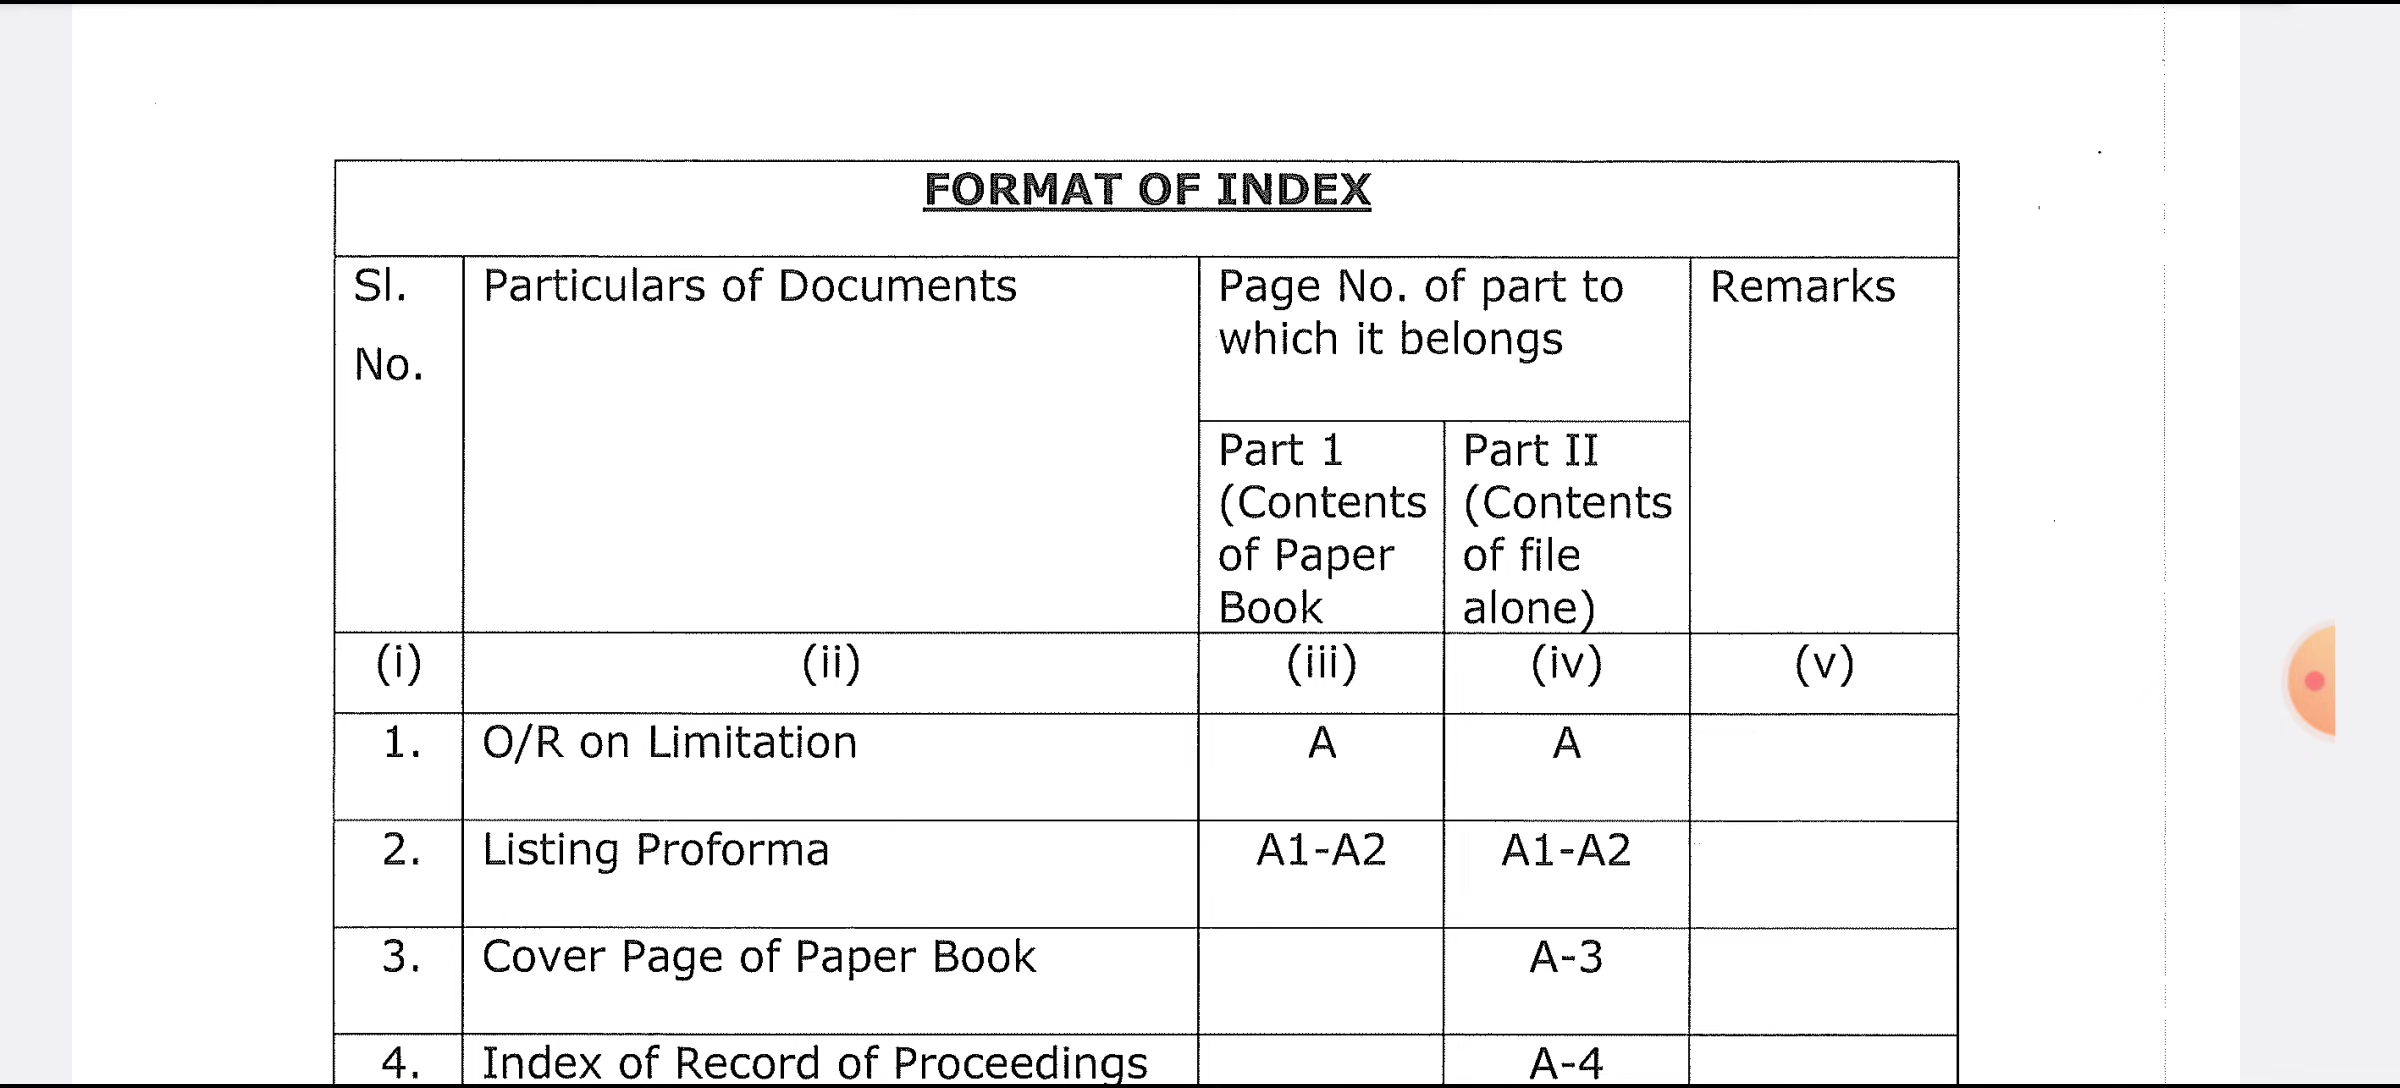 FORMAT OF INDEX
Sl.
No.
Particulars of Documents
Page No. of part to
which it belongs
Remarks
Part 1
(Contents
of Paper
Book
Part II
(Contents
of file
alone)
(i) (ii) (iii) (iv) (v)
1. O/R on Limitation A A
2. Listing Proforma A1-A2 A1-A2
3. Cover Page of Paper Book A-3
4. Index of Record of Proceedings A-4